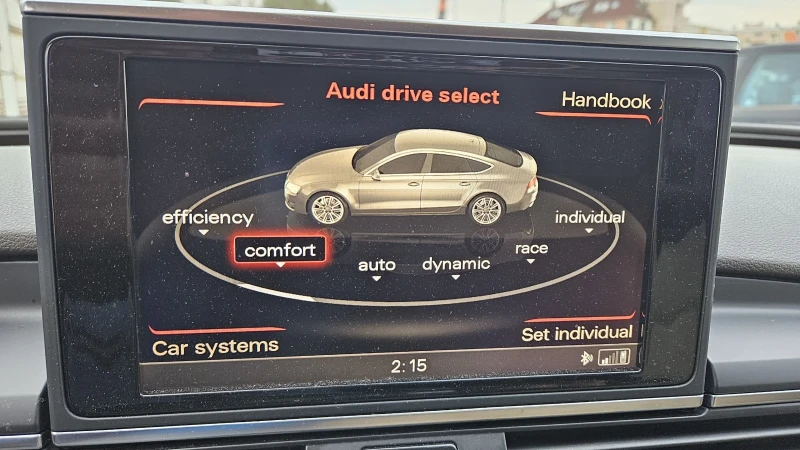 Audi drive select
Handbook
efficiency
individual
comfort
auto
dynamic
race
Car systems
Set individual
2:15